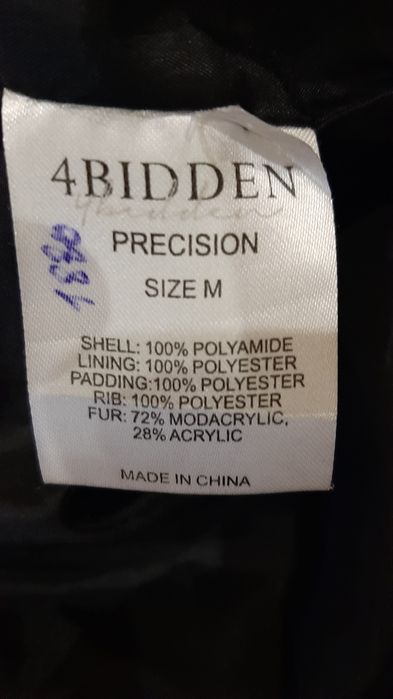 4BIDDEN
4bidden
PRECISION
SIZE M
SHELL: 100% POLYAMIDE
LINING: 100% POLYESTER
PADDING:100% POLYESTER
RIB: 100% POLYESTER
FUR: 72% MODACRYLIC,
28% ACRYLIC
MADE IN CHINA